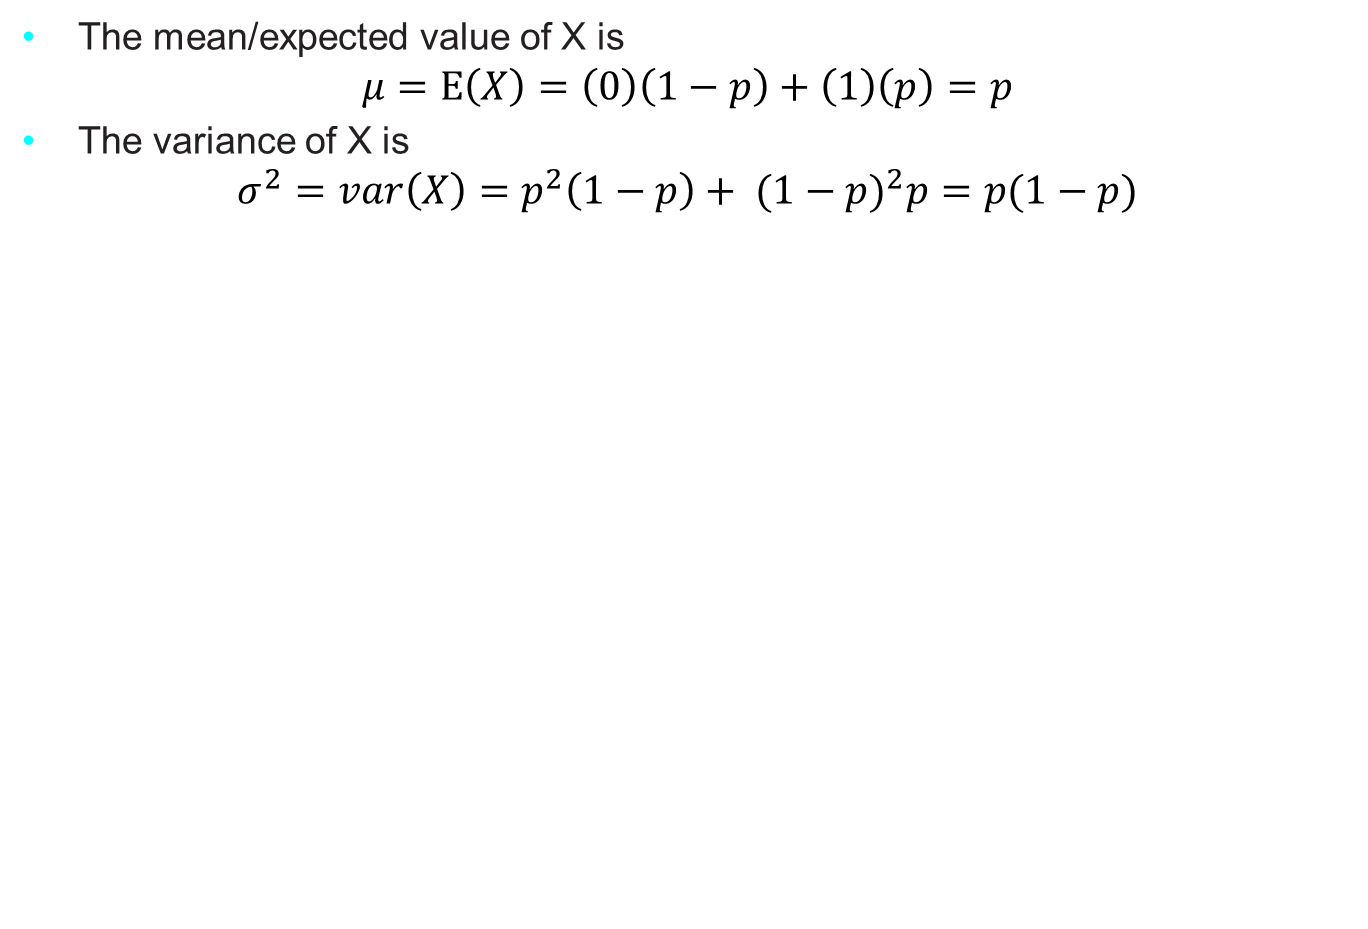 • The mean/expected value of X is
𝜇 = E(𝑋) = (0)(1 − 𝑝) + (1)(𝑝) = 𝑝
• The variance of X is
𝜎² = 𝑣𝑎𝑟(𝑋) = 𝑝²(1 − 𝑝) + (1 − 𝑝)²𝑝 = 𝑝(1 − 𝑝)